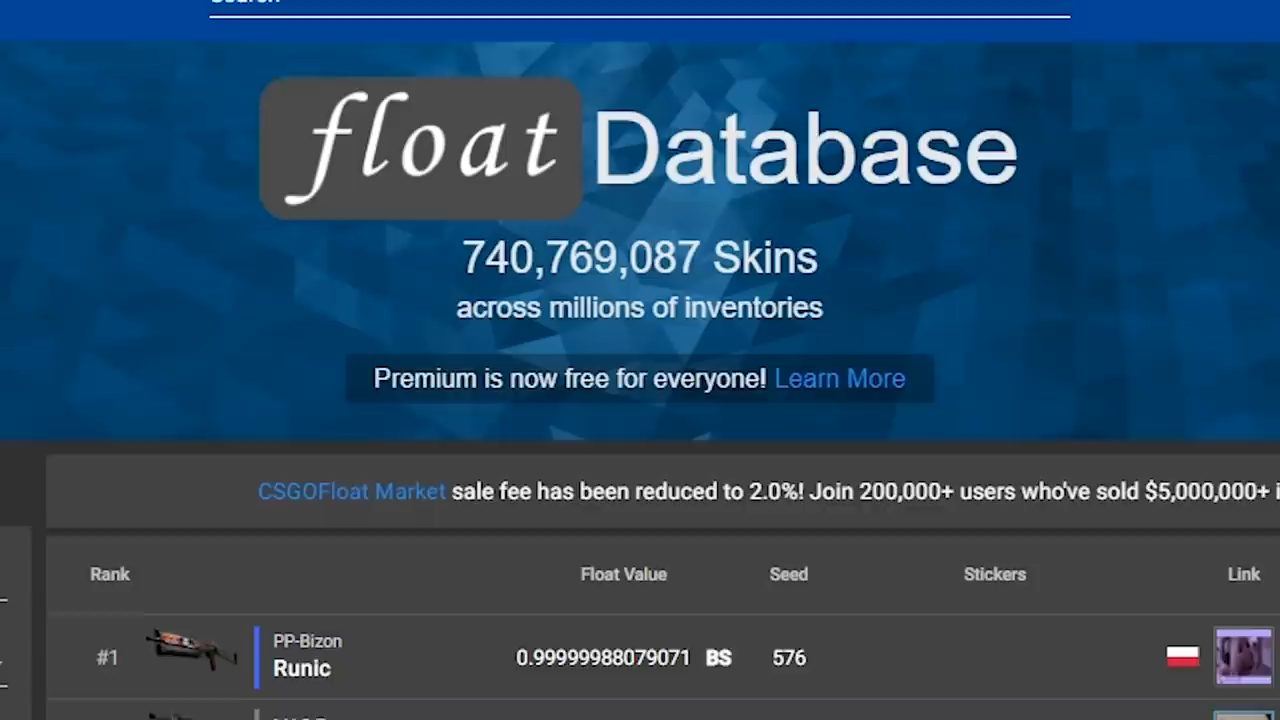 float Database
740,769,087 Skins
across millions of inventories
Premium is now free for everyone! Learn More
CSGOFloat Market sale fee has been reduced to 2.0%! Join 200,000+ users who've sold $5,000,000+
Rank Float Value Seed Stickers Link
#1 PP-Bizon Runic 0.99999988079071 BS 576